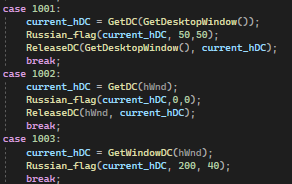 case 1001:
current_hDC = GetDC(GetDesktopWindow());
Russian_flag(current_hDC, 50,50);
ReleaseDC(GetDesktopWindow(), current_hDC);
break;
case 1002:
current_hDC = GetDC(hWnd);
Russian_flag(current_hDC,0,0);
ReleaseDC(hWnd, current_hDC);
break;
case 1003:
current_hDC = GetWindowDC(hWnd);
Russian_flag(current_hDC, 200, 40);
break;